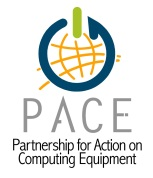 PACE
Partnership for Action on
Computing Equipment